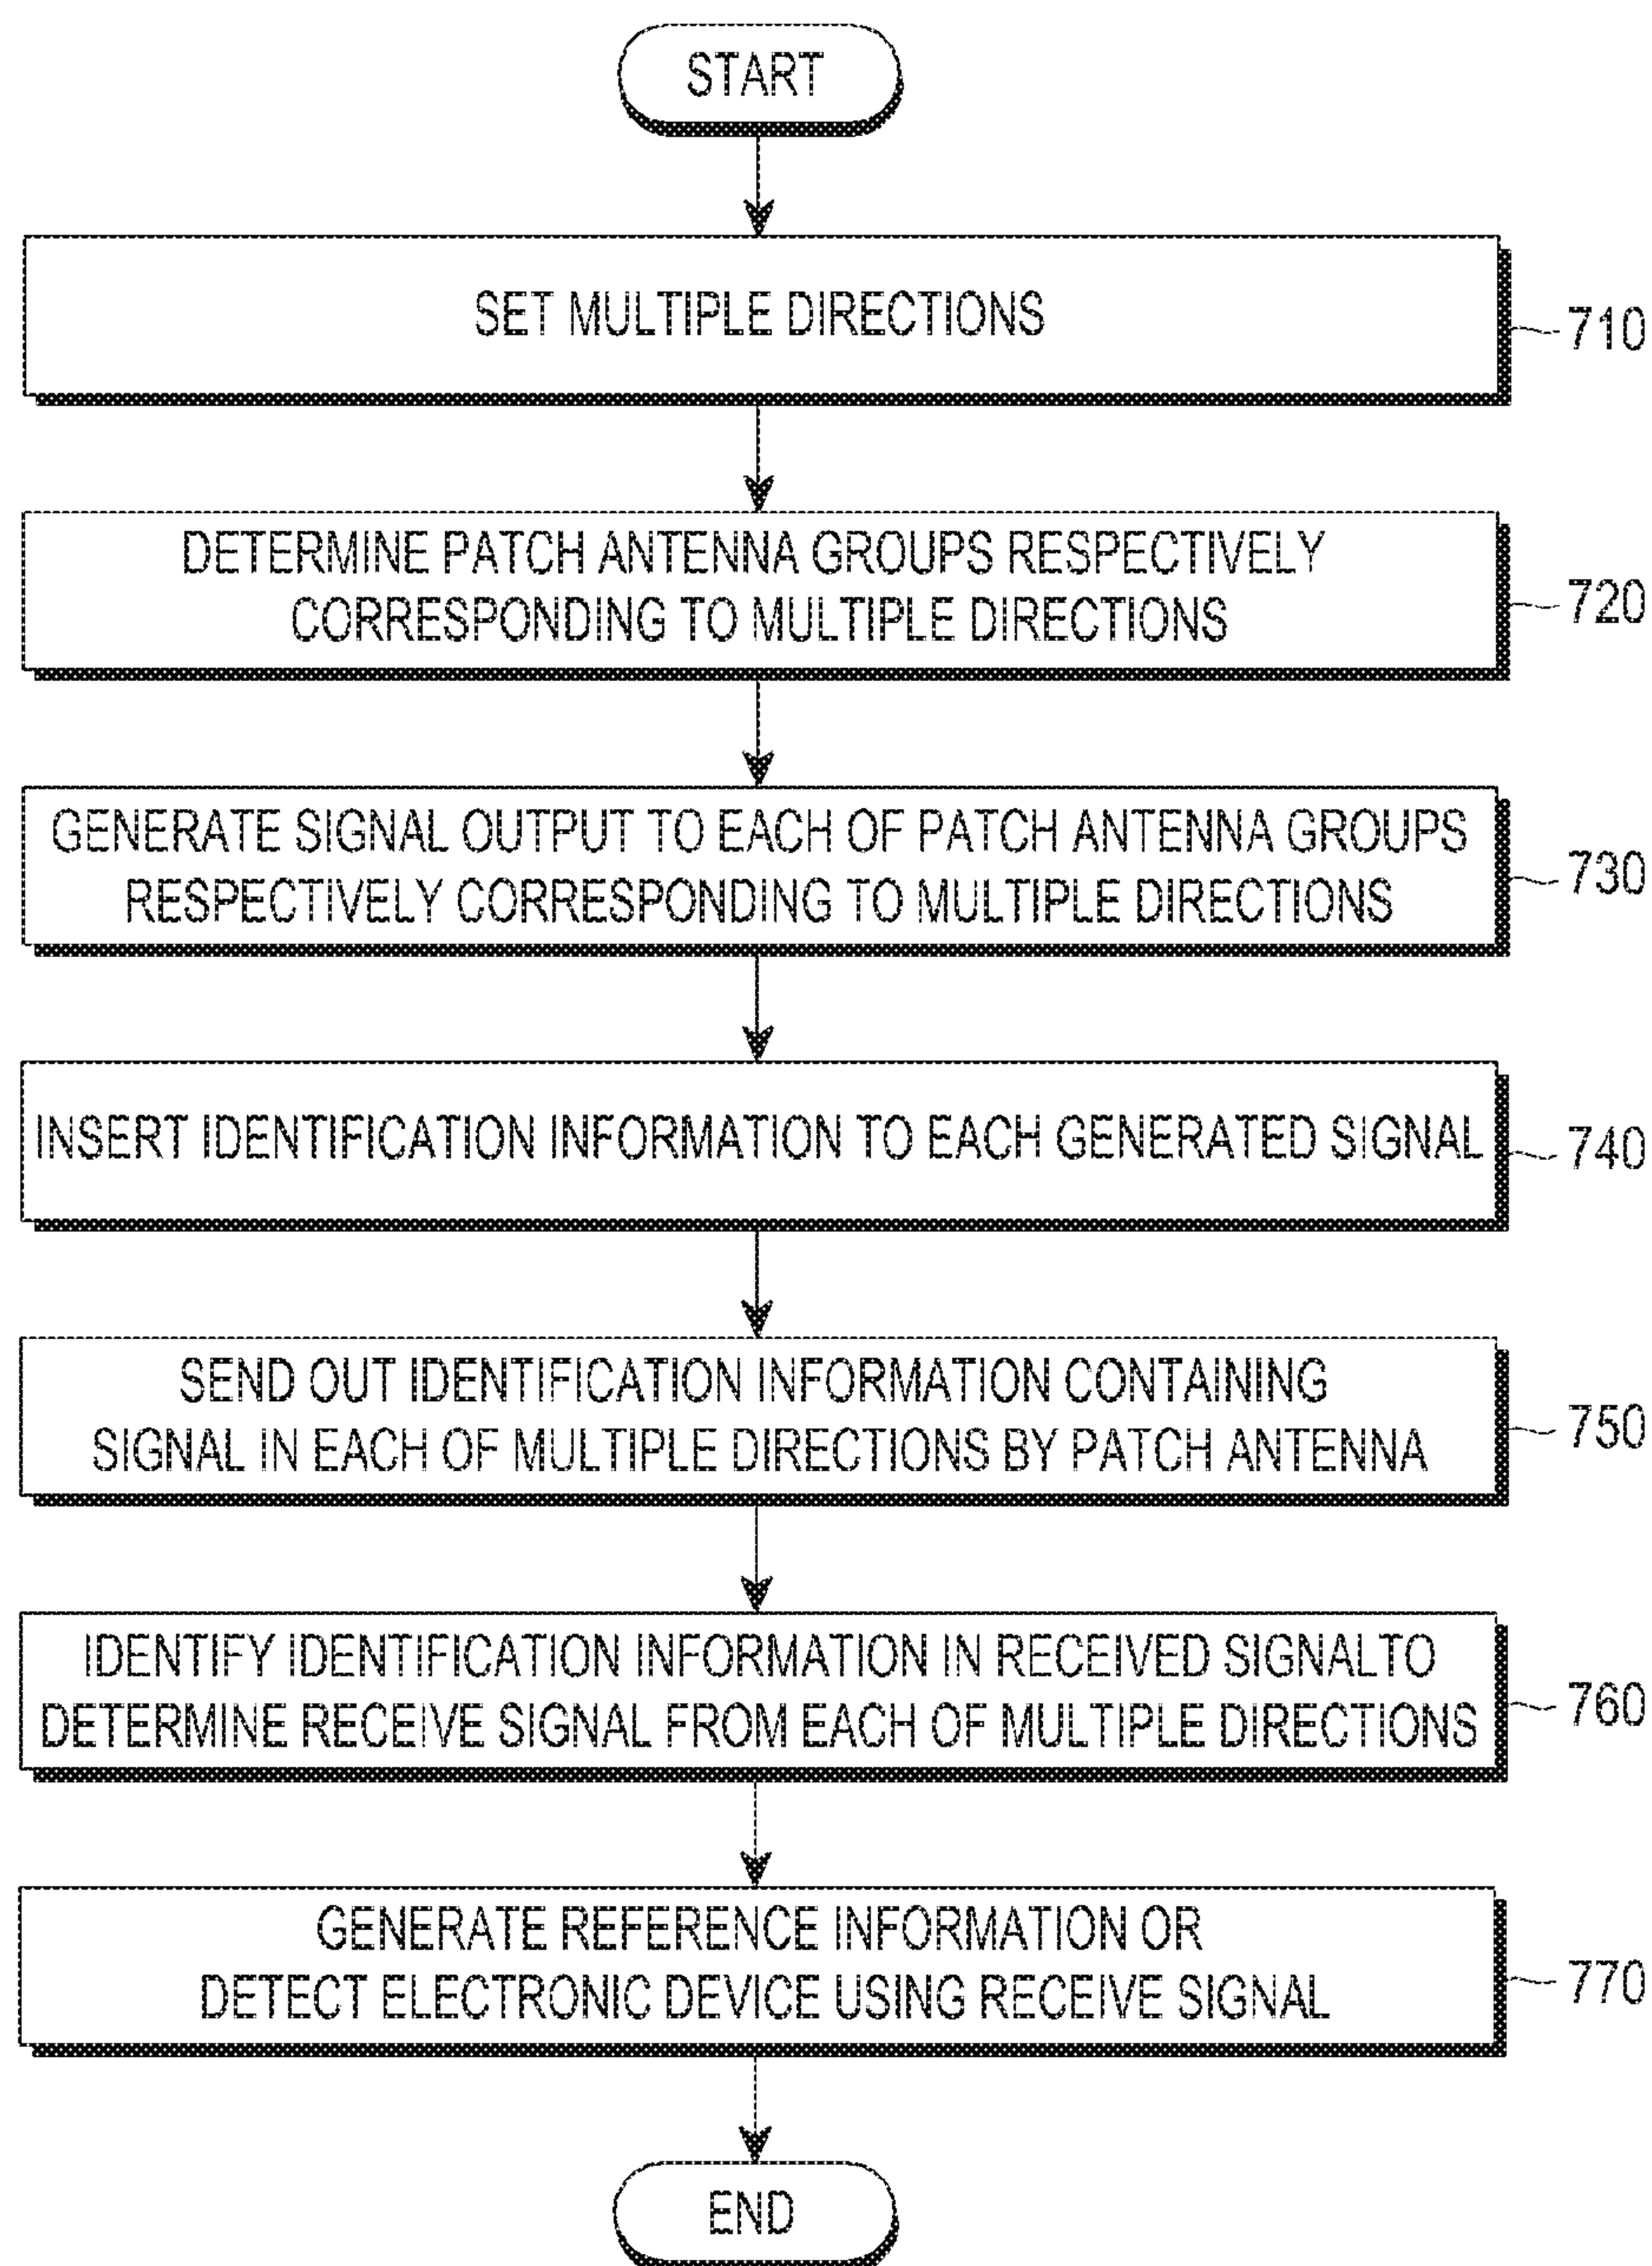 START
SET MULTIPLE DIRECTIONS
710
DETERMINE PATCH ANTENNA GROUPS RESPECTIVELY
CORRESPONDING TO MULTIPLE DIRECTIONS
720
GENERATE SIGNAL OUTPUT TO EACH OF PATCH ANTENNA GROUPS
RESPECTIVELY CORRESPONDING TO MULTIPLE DIRECTIONS
730
INSERT IDENTIFICATION INFORMATION TO EACH GENERATED SIGNAL
740
SEND OUT IDENTIFICATION INFORMATION CONTAINING
SIGNAL IN EACH OF MULTIPLE DIRECTIONS BY PATCH ANTENNA
750
IDENTIFY IDENTIFICATION INFORMATION IN RECEIVED SIGNALTO
DETERMINE RECEIVE SIGNAL FROM EACH OF MULTIPLE DIRECTIONS
760
GENERATE REFERENCE INFORMATION OR
DETECT ELECTRONIC DEVICE USING RECEIVE SIGNAL
770
END